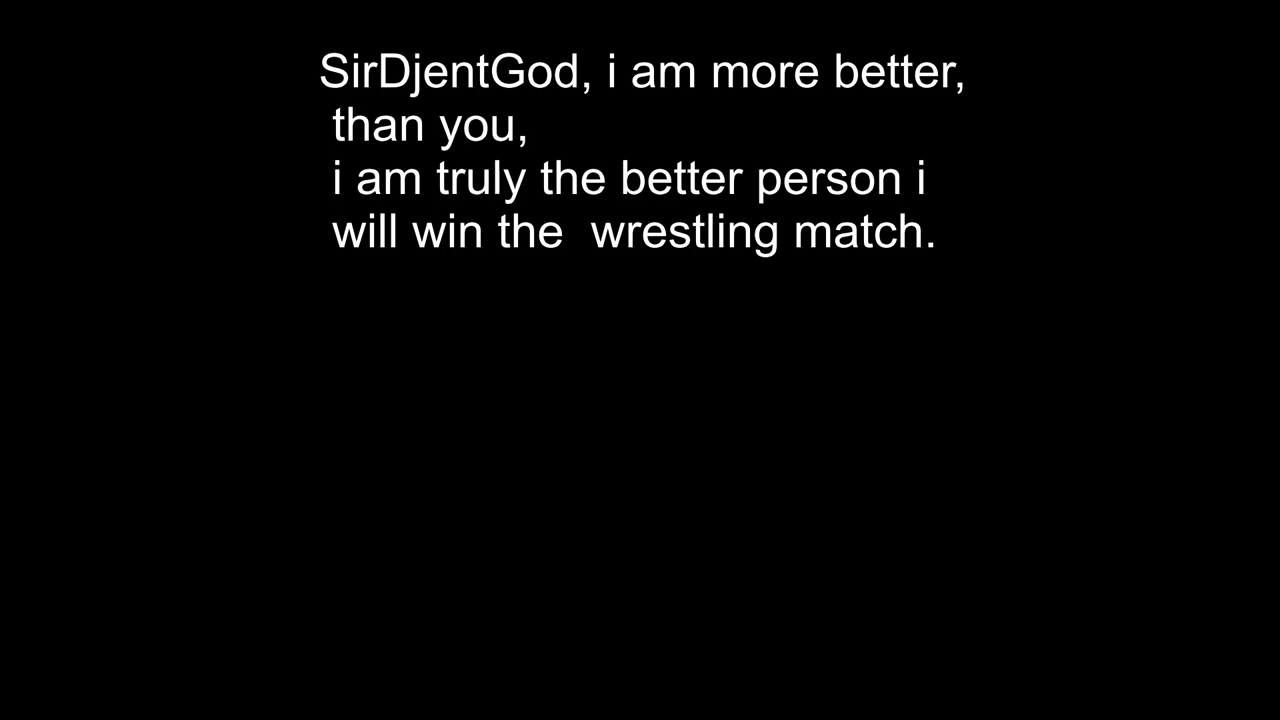 SirDjentGod, i am more better,
than you,
i am truly the better person i
will win the  wrestling match.